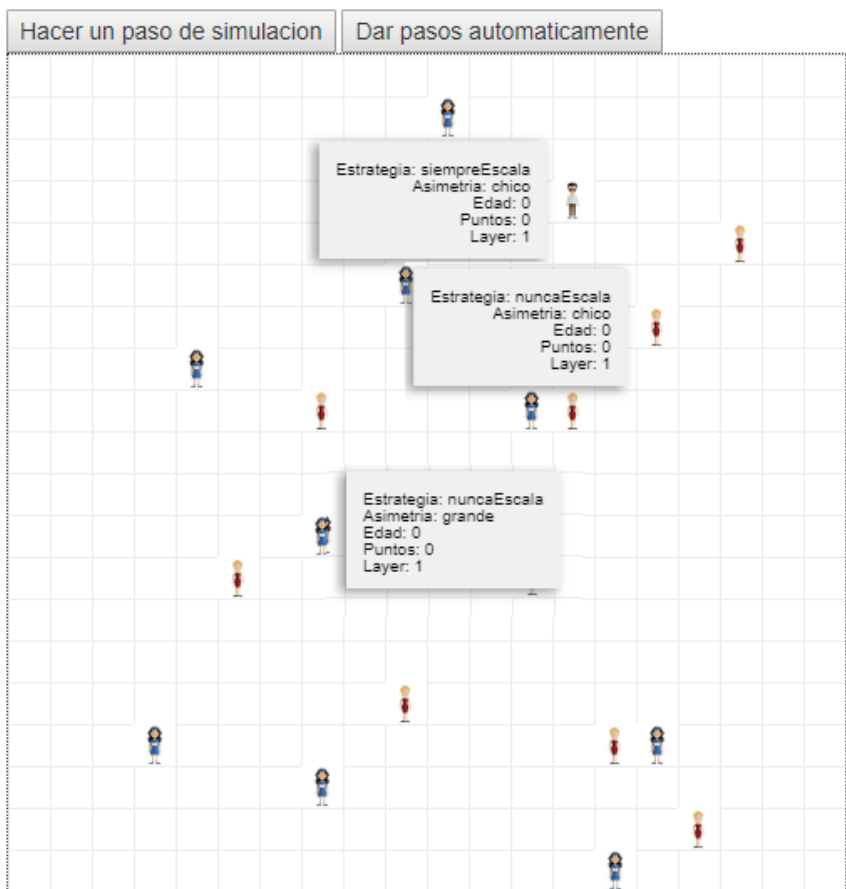 Hacer un paso de simulacion
Dar pasos automaticamente
Estrategia: siempreEscala
Asimetria: chico
Edad: 0
Puntos: 0
Layer: 1
Estrategia: nuncaEscala
Asimetria: chico
Edad: 0
Puntos: 0
Layer: 1
Estrategia: nuncaEscala
Asimetria: grande
Edad: 0
Puntos: 0
Layer: 1